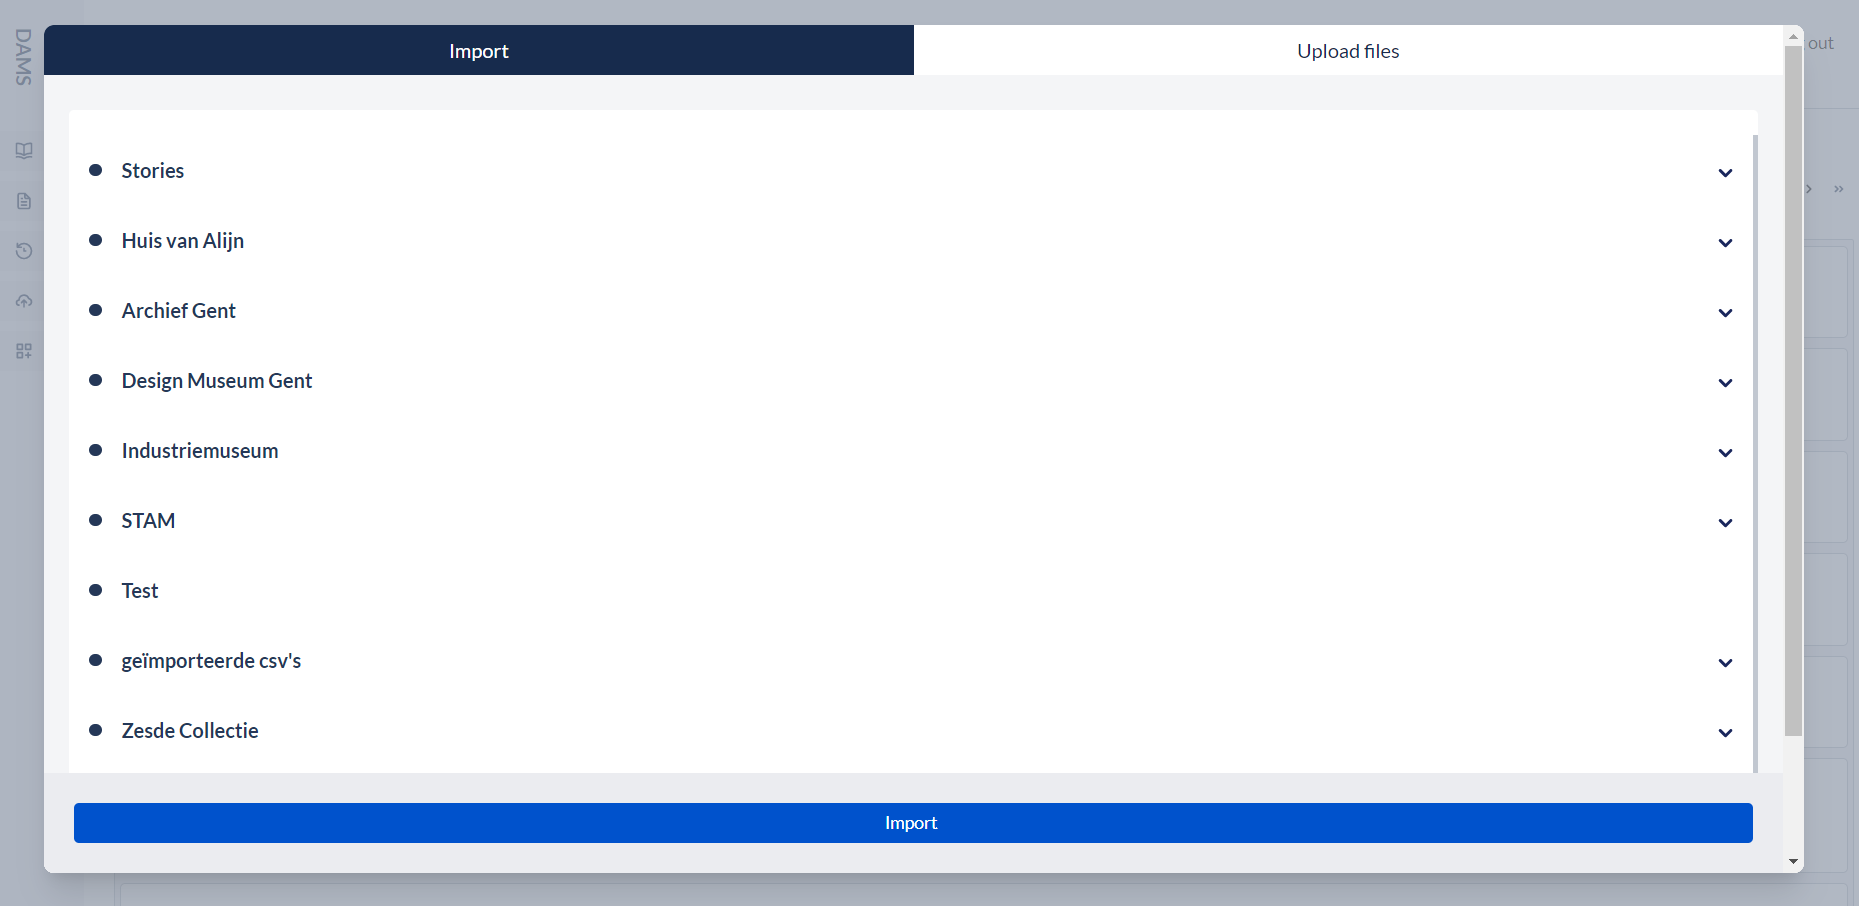 DAMS
Import
Upload files
out
Stories
Huis van Alijn
Archief Gent
Design Museum Gent
Industriemuseum
STAM
Test
geïmporteerde csv's
Zesde Collectie
Import